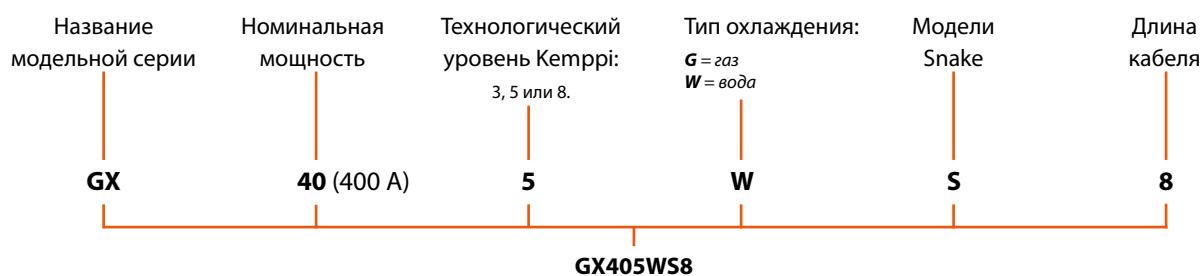 Название
модельной серии
Номинальная
мощность
Технологический
уровень Kemppi:
3, 5 или 8.
Тип охлаждения:
G = газ
W = вода
Модели
Snake
Длина
кабеля
GX
40 (400 A)
5
W
S
8
GX405WS8